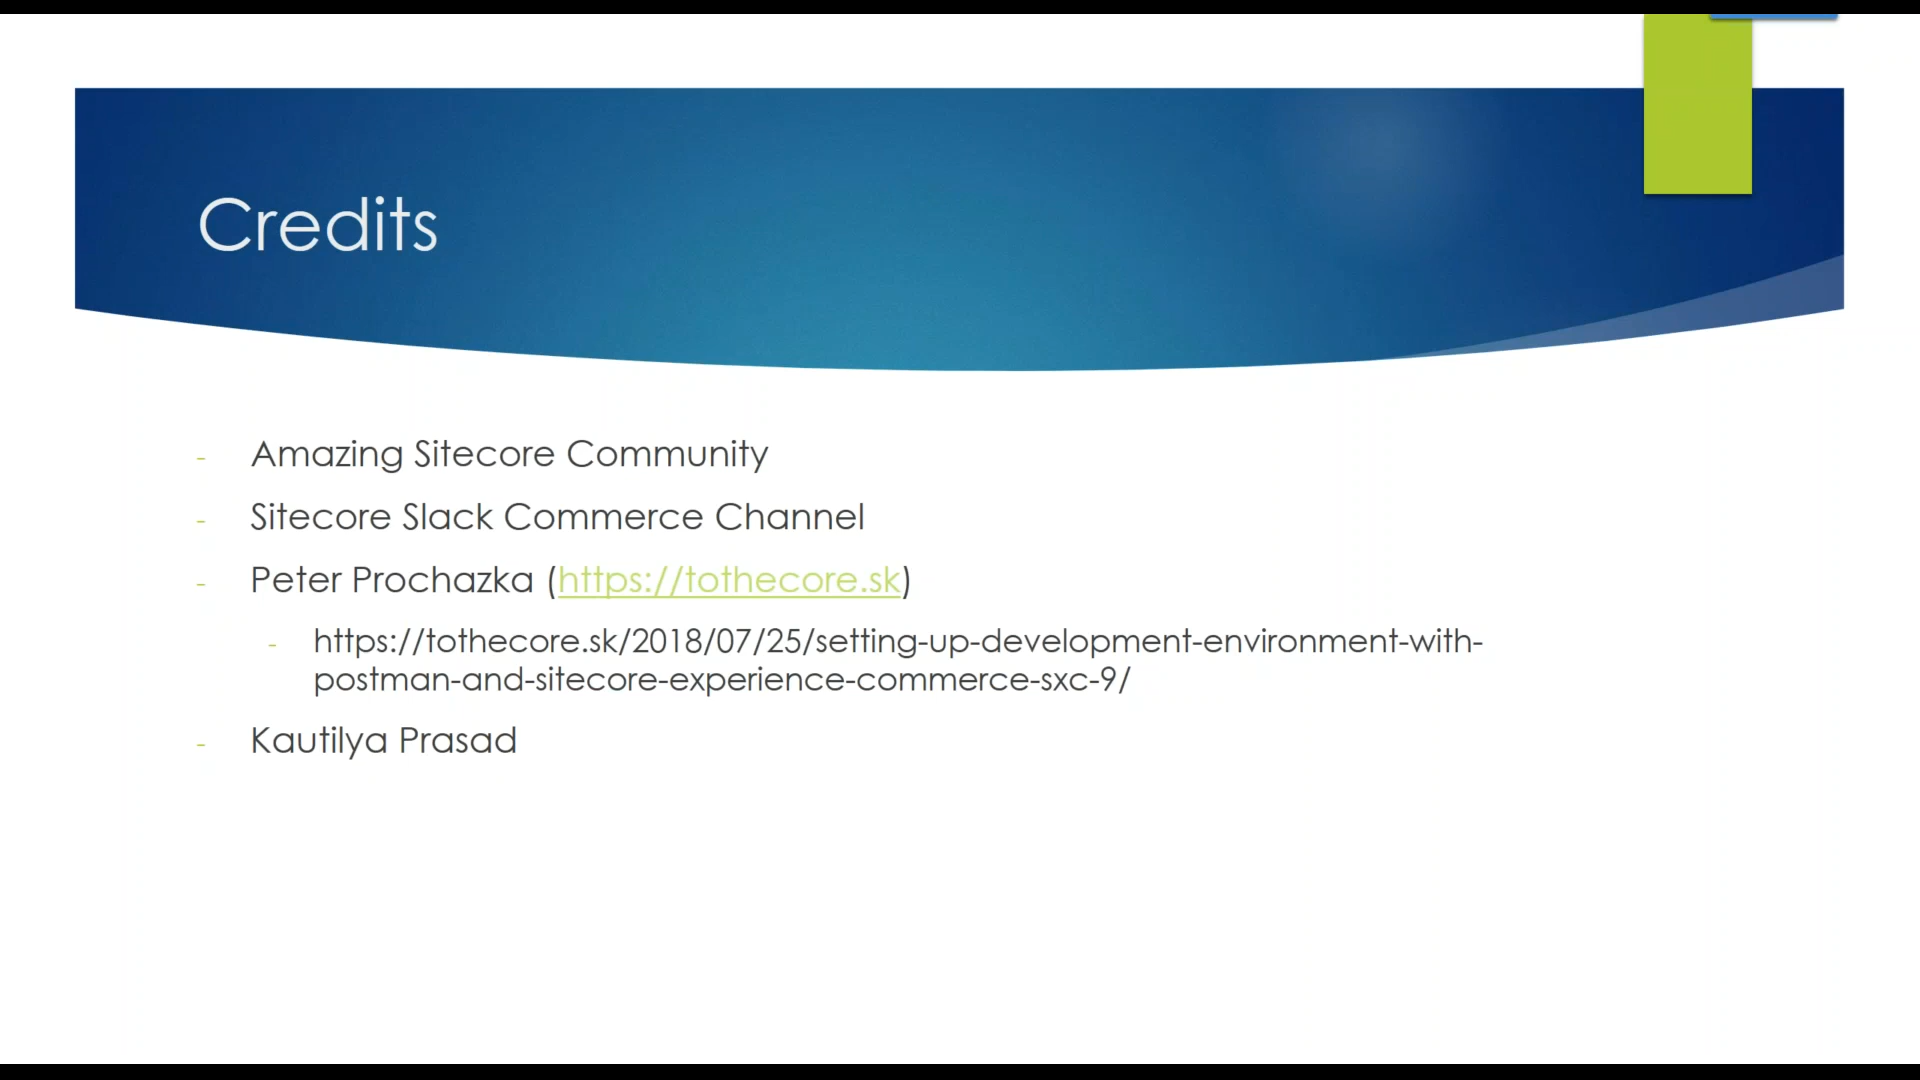 Credits
- Amazing Sitecore Community
- Sitecore Slack Commerce Channel
- Peter Prochazka (https://tothecore.sk)
- https://tothecore.sk/2018/07/25/setting-up-development-environment-with-
postman-and-sitecore-experience-commerce-sxc-9/
- Kautilya Prasad